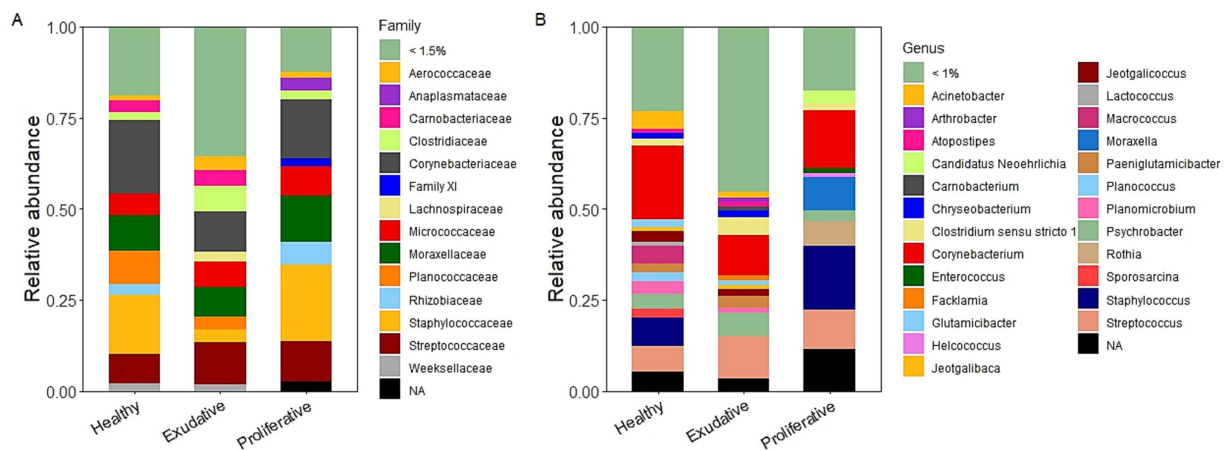 A
Relative abundance
1.00
0.75
0.50
0.25
0.00
Healthy
Exudative
Proliferative
Family
< 1.5%
Aerococcaceae
Anaplasmataceae
Carnobacteriaceae
Clostridiaceae
Corynebacteriaceae
Family XI
Lachnospiraceae
Micrococcaceae
Moraxellaceae
Planococcaceae
Rhizobiaceae
Staphylococcaceae
Streptococcaceae
Weeksellaceae
NA
B
Relative abundance
1.00
0.75
0.50
0.25
0.00
Healthy
Exudative
Proliferative
Genus
< 1%
Acinetobacter
Arthrobacter
Atopostipes
Candidatus Neoehrlichia
Carnobacterium
Chryseobacterium
Clostridium sensu stricto 1
Corynebacterium
Enterococcus
Facklamia
Glutamicibacter
Helcococcus
Jeotgalibaca
Jeotgalicoccus
Lactococcus
Macrococcus
Moraxella
Paeniglutamicibacter
Planococcus
Planomicrobium
Psychrobacter
Rothia
Sporosarcina
Staphylococcus
Streptococcus
NA